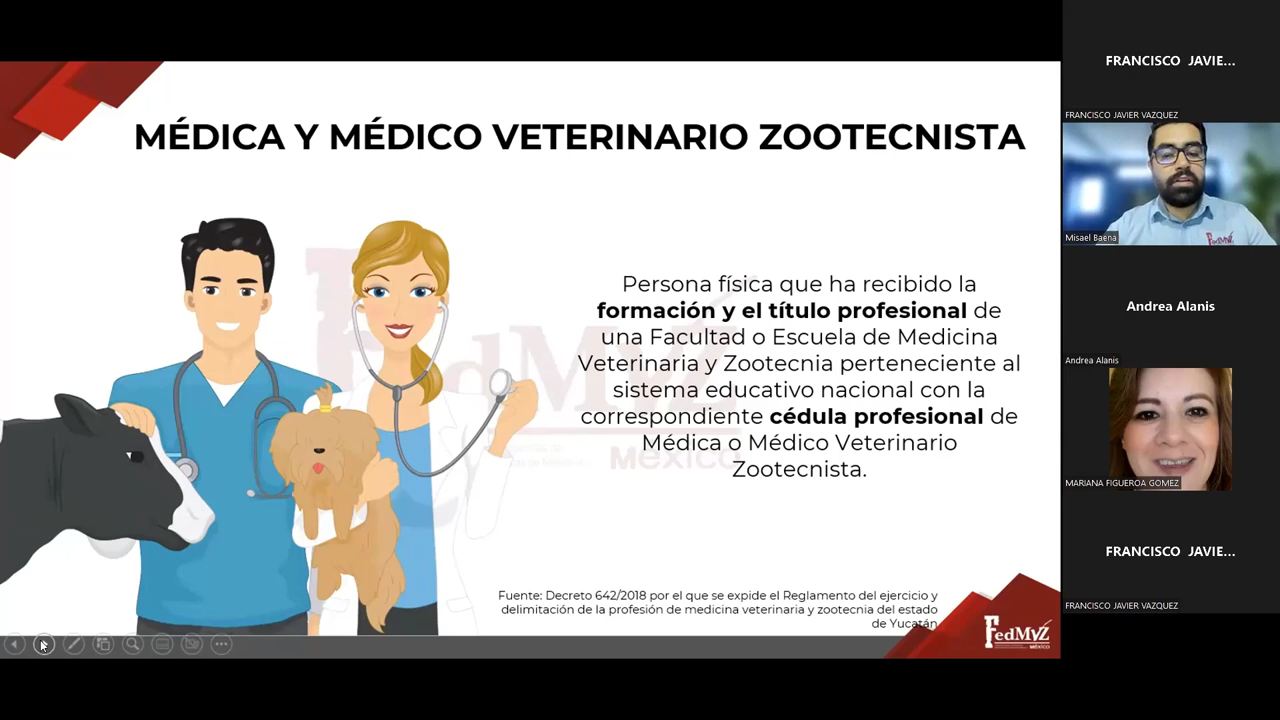 MÉDICA Y MÉDICO VETERINARIO ZOOTECNISTA
Persona física que ha recibido la
formación y el título profesional de
una Facultad o Escuela de Medicina
Veterinaria y Zootecnia perteneciente al
sistema educativo nacional con la
correspondiente cédula profesional de
Médica o Médico Veterinario
Zootecnista.
Fuente: Decreto 642/2018 por el que se expide el Reglamento del ejercicio y
delimitación de la profesión de medicina veterinaria y zootecnia del estado
de Yucatán
FedMVZ
México
FedMVZ
México
FRANCISCO JAVIE...
FRANCISCO JAVIER VAZQUEZ
FedMVZ
Misael Baena
Andrea Alanis
Andrea Alanis
MARIANA FIGUEROA GOMEZ
FRANCISCO JAVIE...
FRANCISCO JAVIER VAZQUEZ